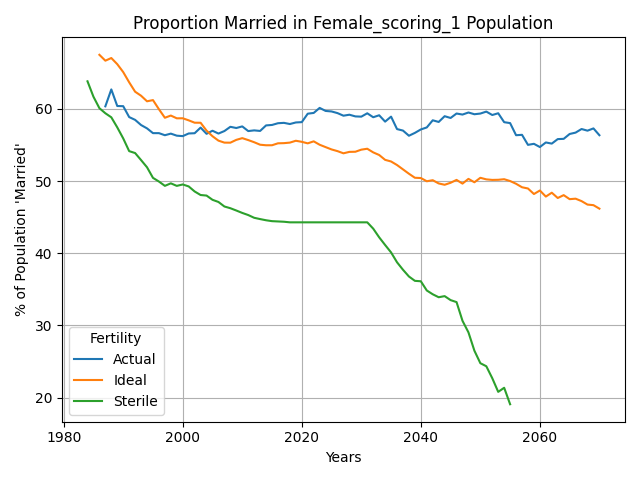 Proportion Married in Female_scoring_1 Population
% of Population 'Married'
60
50
40
30
20
Fertility
Actual
Ideal
Sterile
1980
2000
2020
2040
2060
Years